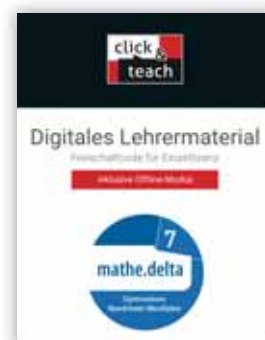 click &
teach
Digitales Lehrermaterial
Freischaltcode für Einzellizenz
inklusive Offline-Modus
7
mathe.delta
Gymnasium
Nordrhein-Westfalen